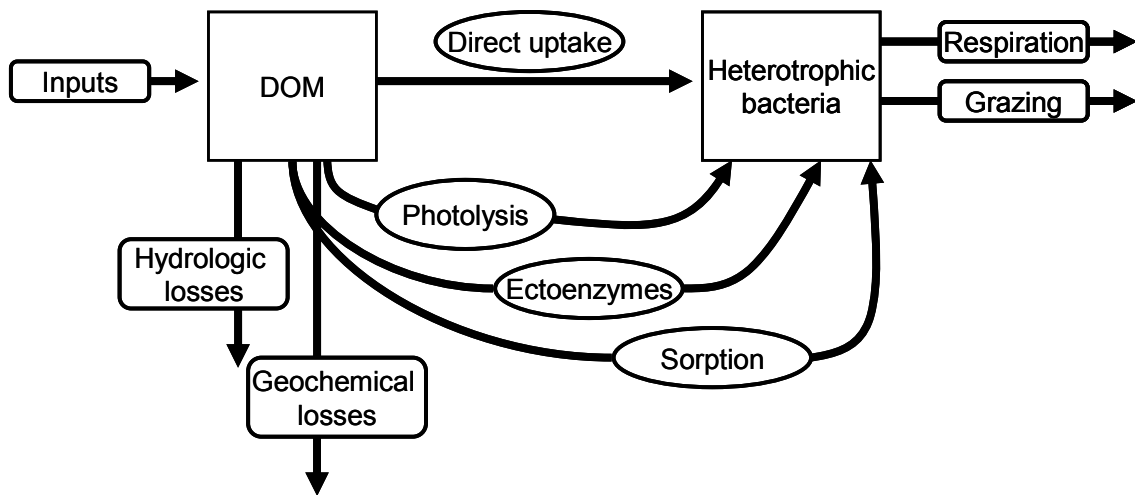 Inputs
DOM
Direct uptake
Heterotrophic
bacteria
Respiration
Grazing
Photolysis
Hydrologic
losses
Ectoenzymes
Sorption
Geochemical
losses